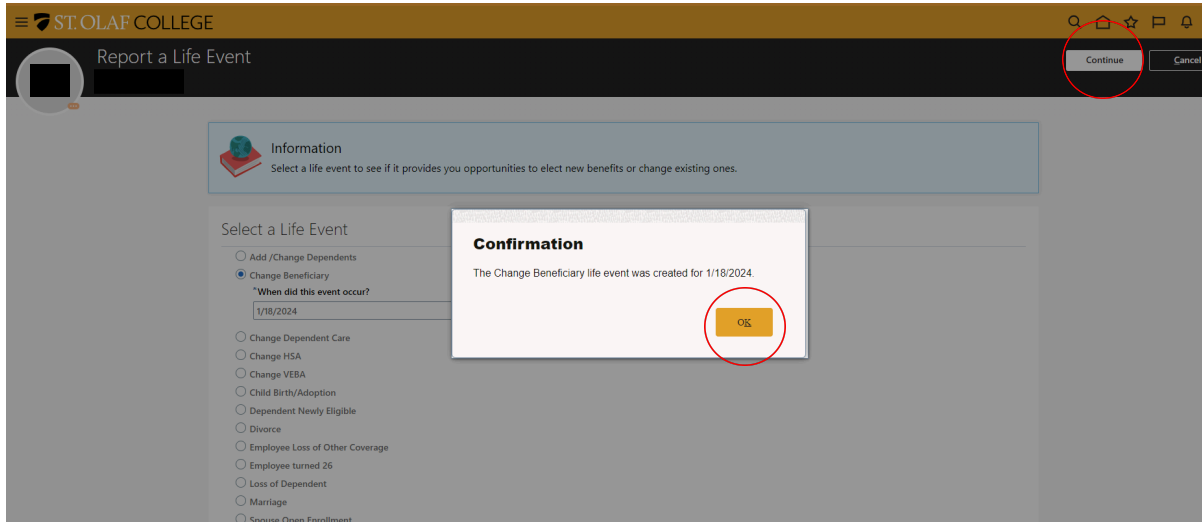 ST. OLAF COLLEGE
Report a Life Event
Continue
Cancel
Information
Select a life event to see if it provides you opportunities to elect new benefits or change existing ones.
Select a Life Event
Add /Change Dependents
Change Beneficiary
*When did this event occur?
1/18/2024
Change Dependent Care
Change HSA
Change VEBA
Child Birth/Adoption
Dependent Newly Eligible
Divorce
Employee Loss of Other Coverage
Employee turned 26
Loss of Dependent
Marriage
Spouse Open Enrollment
Confirmation
The Change Beneficiary life event was created for 1/18/2024.
OK